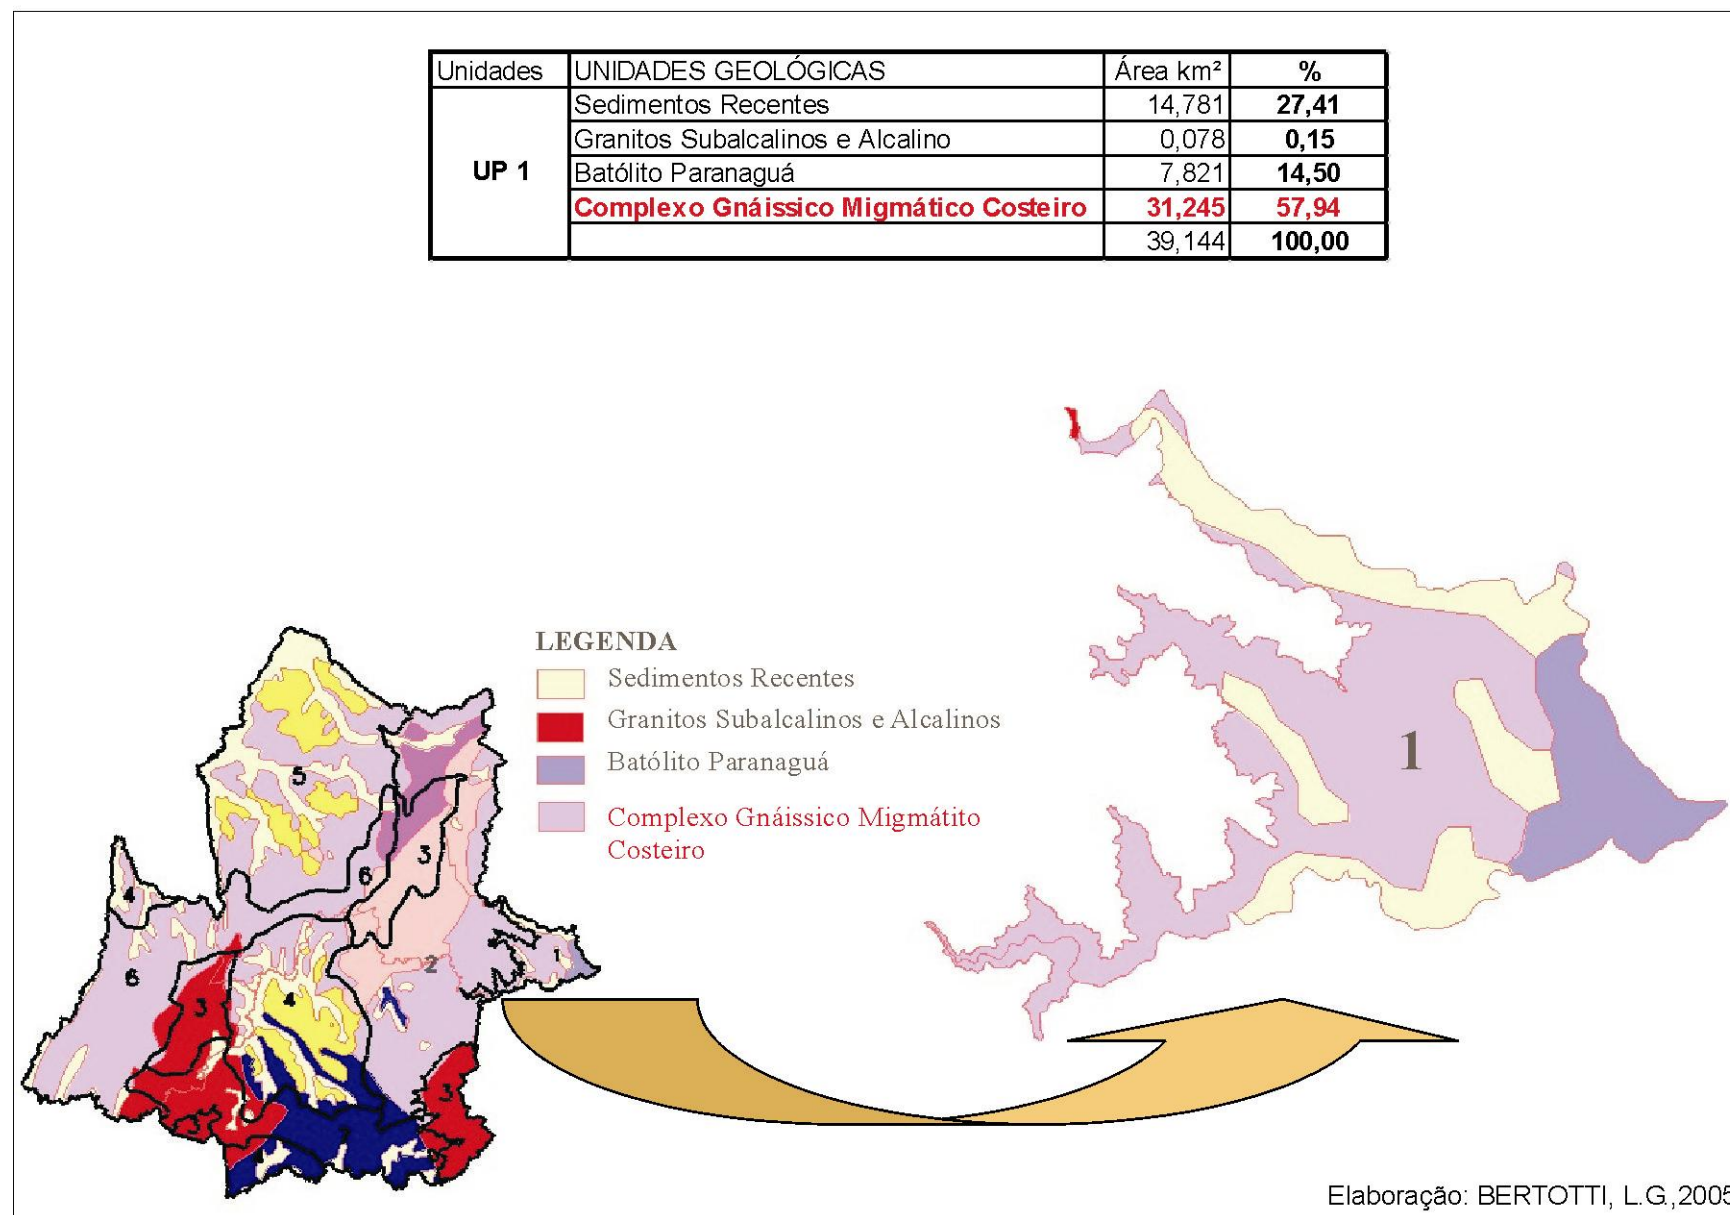 Unidades UNIDADES GEOLÓGICAS Área km² %
Sedimentos Recentes 14,781 27,41
Granitos Subalcalinos e Alcalino 0,078 0,15
UP 1 Batólito Paranaguá 7,821 14,50
Complexo Gnáissico Migmático Costeiro 31,245 57,94
39,144 100,00
LEGENDA
Sedimentos Recentes
Granitos Subalcalinos e Alcalinos
Batólito Paranaguá
Complexo Gnáissico Migmátito
Costeiro
1
5
3
6
4
2
1
6
3
4
3
3
Elaboração: BERTOTTI, L.G.,2005